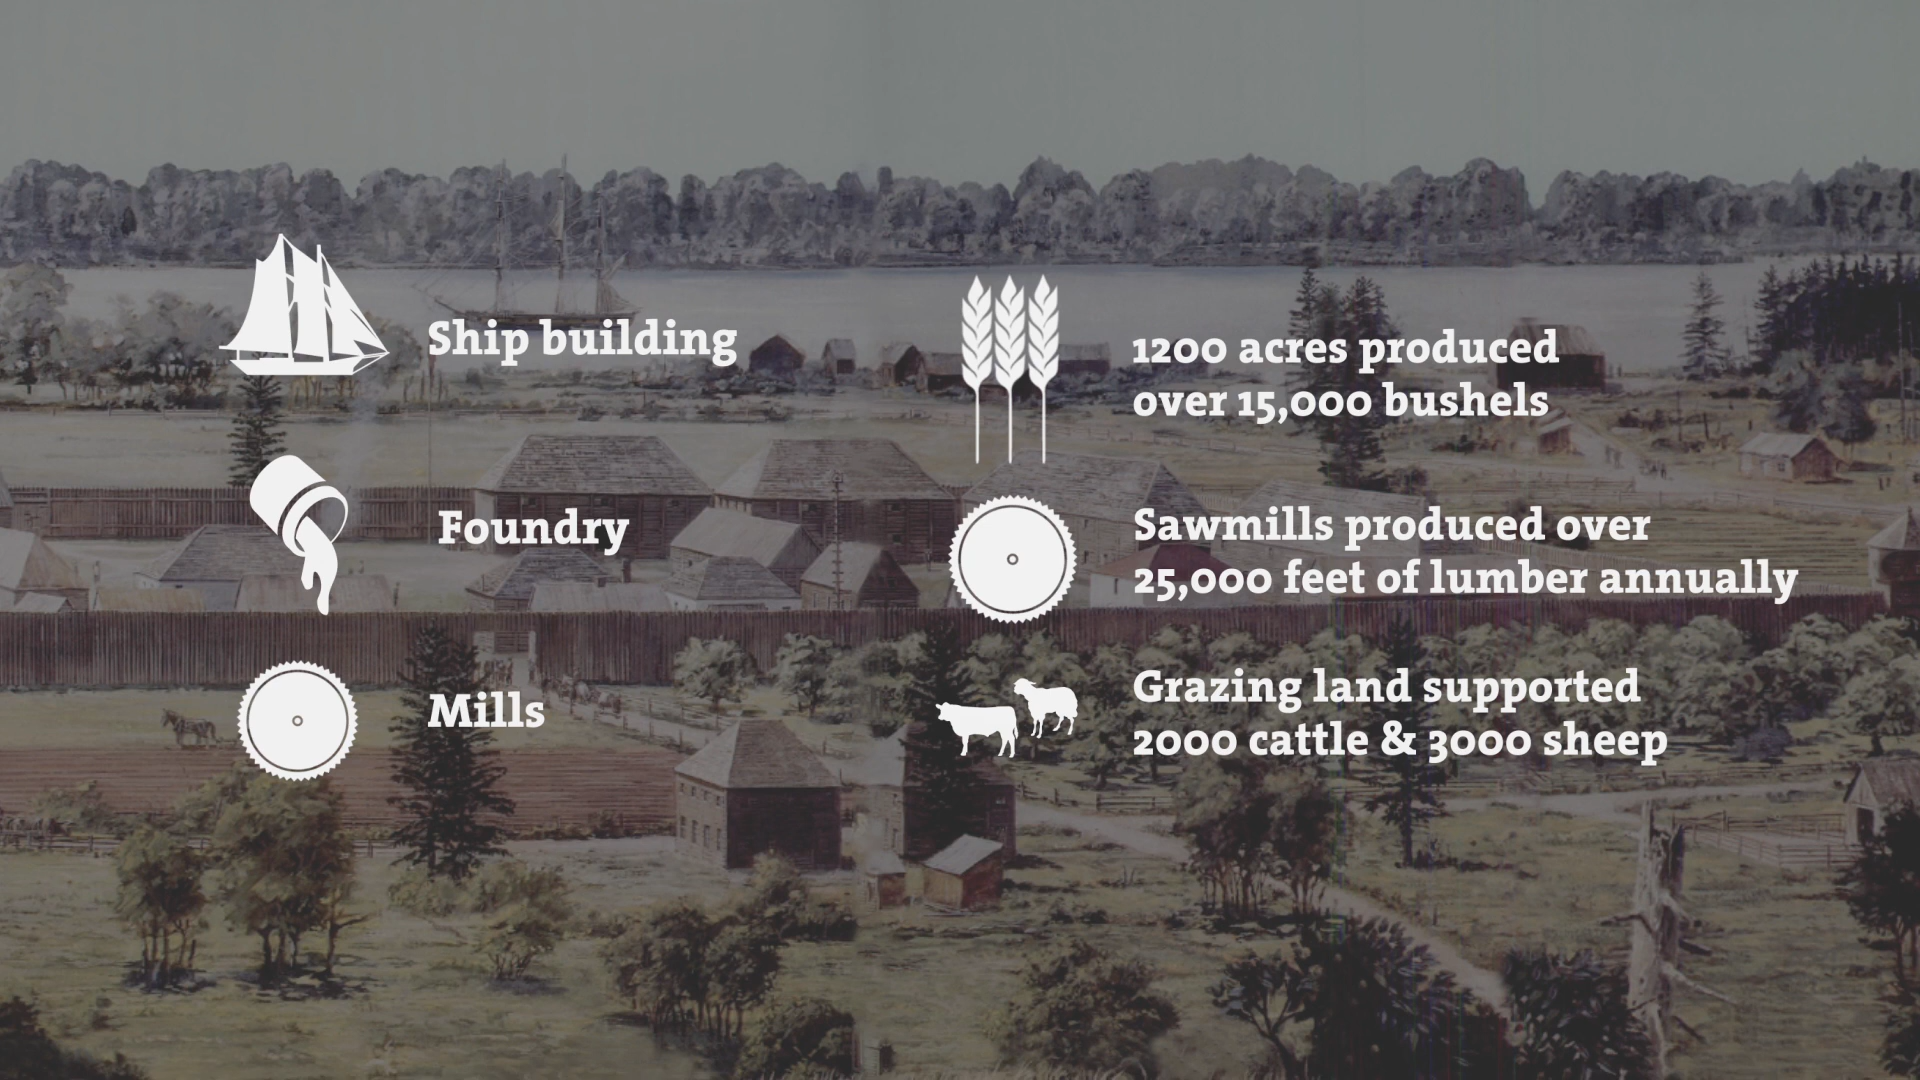 Ship building
Foundry
Mills
1200 acres produced
over 15,000 bushels
Sawmills produced over
25,000 feet of lumber annually
Grazing land supported
2000 cattle & 3000 sheep